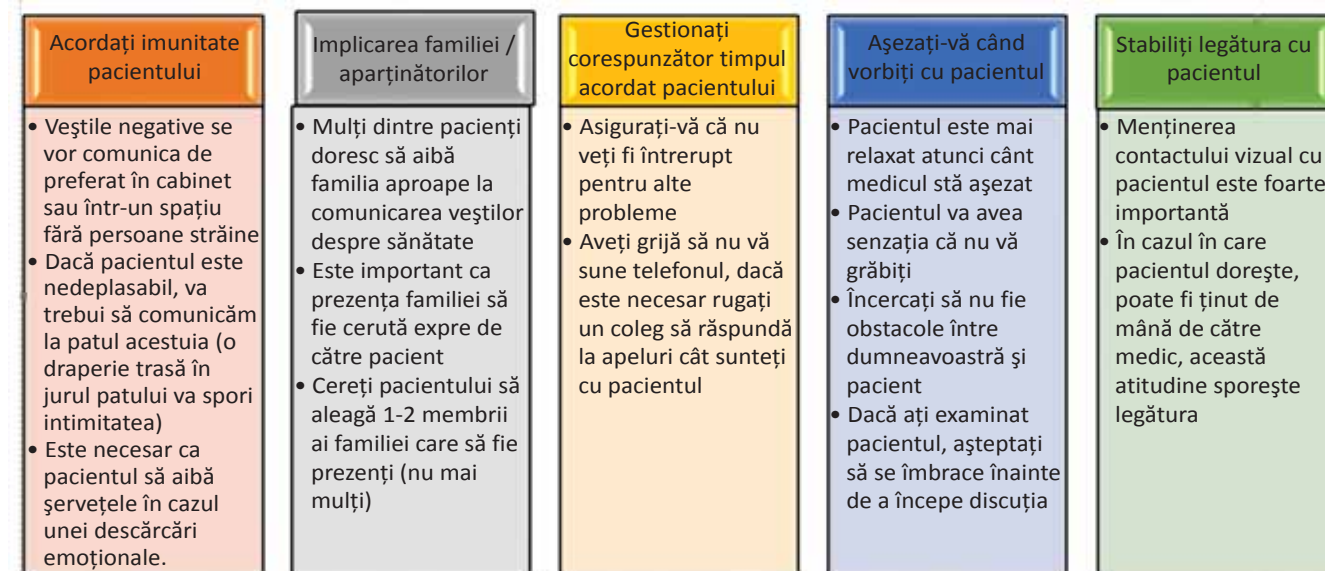 Acordați imunitate
pacientului
• Veştile negative se
vor comunica de
preferat în cabinet
sau într-un spațiu
fără persoane străine
• Dacă pacientul este
nedeplasabil, va
trebui să comunicăm
la patul acestuia (o
draperie trasă în
jurul patului va spori
intimitatea)
• Este necesar ca
pacientul să aibă
şervețele în cazul
unei descărcări
emoționale.
Implicarea familiei /
aparținătorilor
• Mulți dintre pacienți
doresc să aibă
familia aproape la
comunicarea veştilor
despre sănătate
• Este important ca
prezența familiei să
fie cerută expre de
către pacient
• Cereți pacientului să
aleagă 1-2 membrii
ai familiei care să fie
prezenți (nu mai
mulți)
Gestionați
corespunzător timpul
acordat pacientului
• Asigurați-vă că nu
veți fi întrerupt
pentru alte
probleme
• Aveți grijă să nu vă
sune telefonul, dacă
este necesar rugați
un coleg să răspundă
la apeluri cât sunteți
cu pacientul
Aşezați-vă când
vorbiți cu pacientul
• Pacientul este mai
relaxat atunci cânt
medicul stă aşezat
• Pacientul va avea
senzația că nu vă
grăbiți
• Încercați să nu fie
obstacole între
dumneavoastră şi
pacient
• Dacă ați examinat
pacientul, aşteptați
să se îmbrace înainte
de a începe discuția
Stabiliți legătura cu
pacientul
• Menținerea
contactului vizual cu
pacientul este foarte
importantă
• În cazul în care
pacientul doreşte,
poate fi ținut de
mână de către
medic, această
atitudine sporeşte
legătura